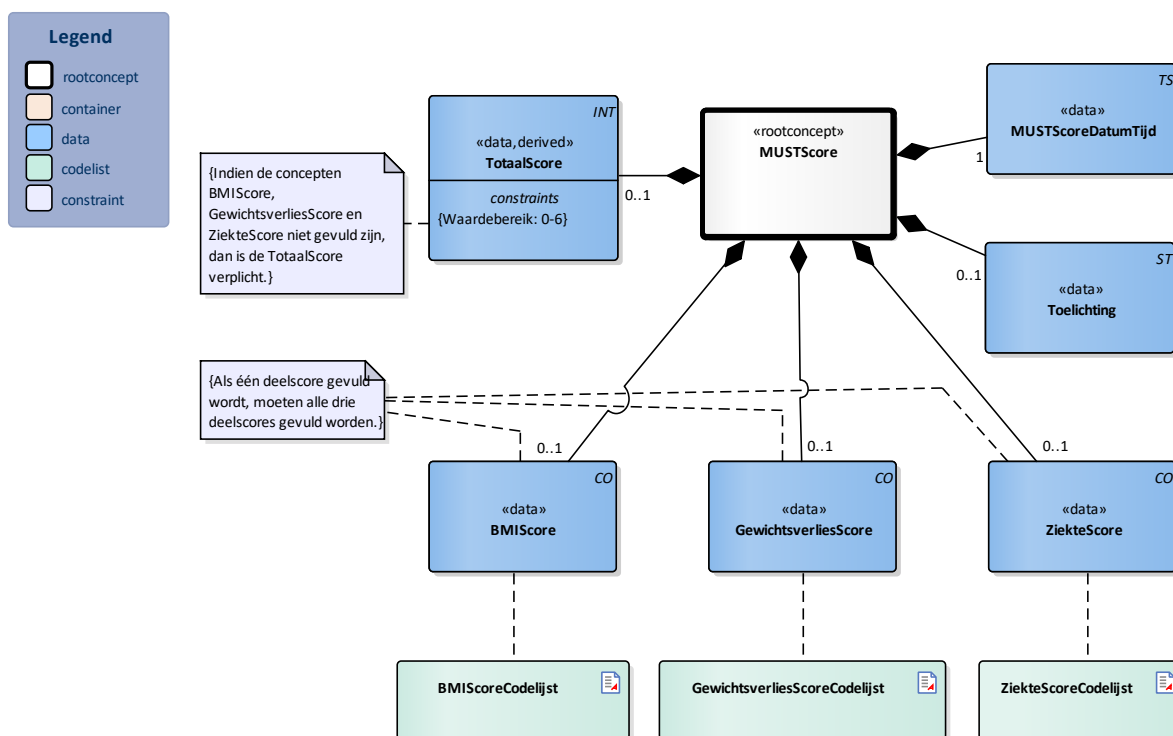 Legend
rootconcept
container
data
codelist
constraint
{Indien de concepten
BMIScore,
GewichtsverliesScore en
ZiekteScore niet gevuld zijn,
dan is de TotaalScore
verplicht.}
INT
«data,derived»
TotaalScore
constraints
{Waardebereik: 0-6}
0..1
«rootconcept»
MUSTScore
TS
«data»
MUSTScoreDatumTijd
1
ST
«data»
Toelichting
0..1
{Als één deelscore gevuld
wordt, moeten alle drie
deelscores gevuld worden.}
0..1
CO
«data»
BMIScore
0..1
CO
«data»
GewichtsverliesScore
0..1
CO
«data»
ZiekteScore
BMIScoreCodelijst
GewichtsverliesScoreCodelijst
ZiekteScoreCodelijst